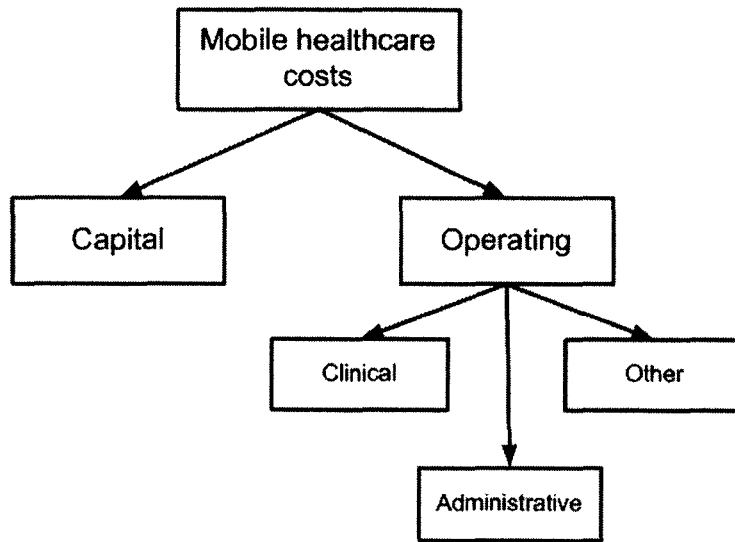 Mobile healthcare
costs
Capital
Operating
Clinical
Other
Administrative